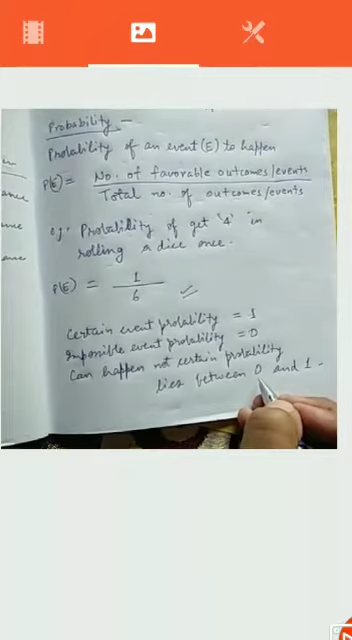 Probability -
Probability of an event (E) to happen
P(E) = No. of favorable outcomes/events
Total no. of outcomes/events
e.g. Probability of get '4' in
rolling a dice once.
P(E) = 1
6
Certain event probability = 1
Impossible event probability = 0
Can happen not certain probability
lies between 0 and 1.